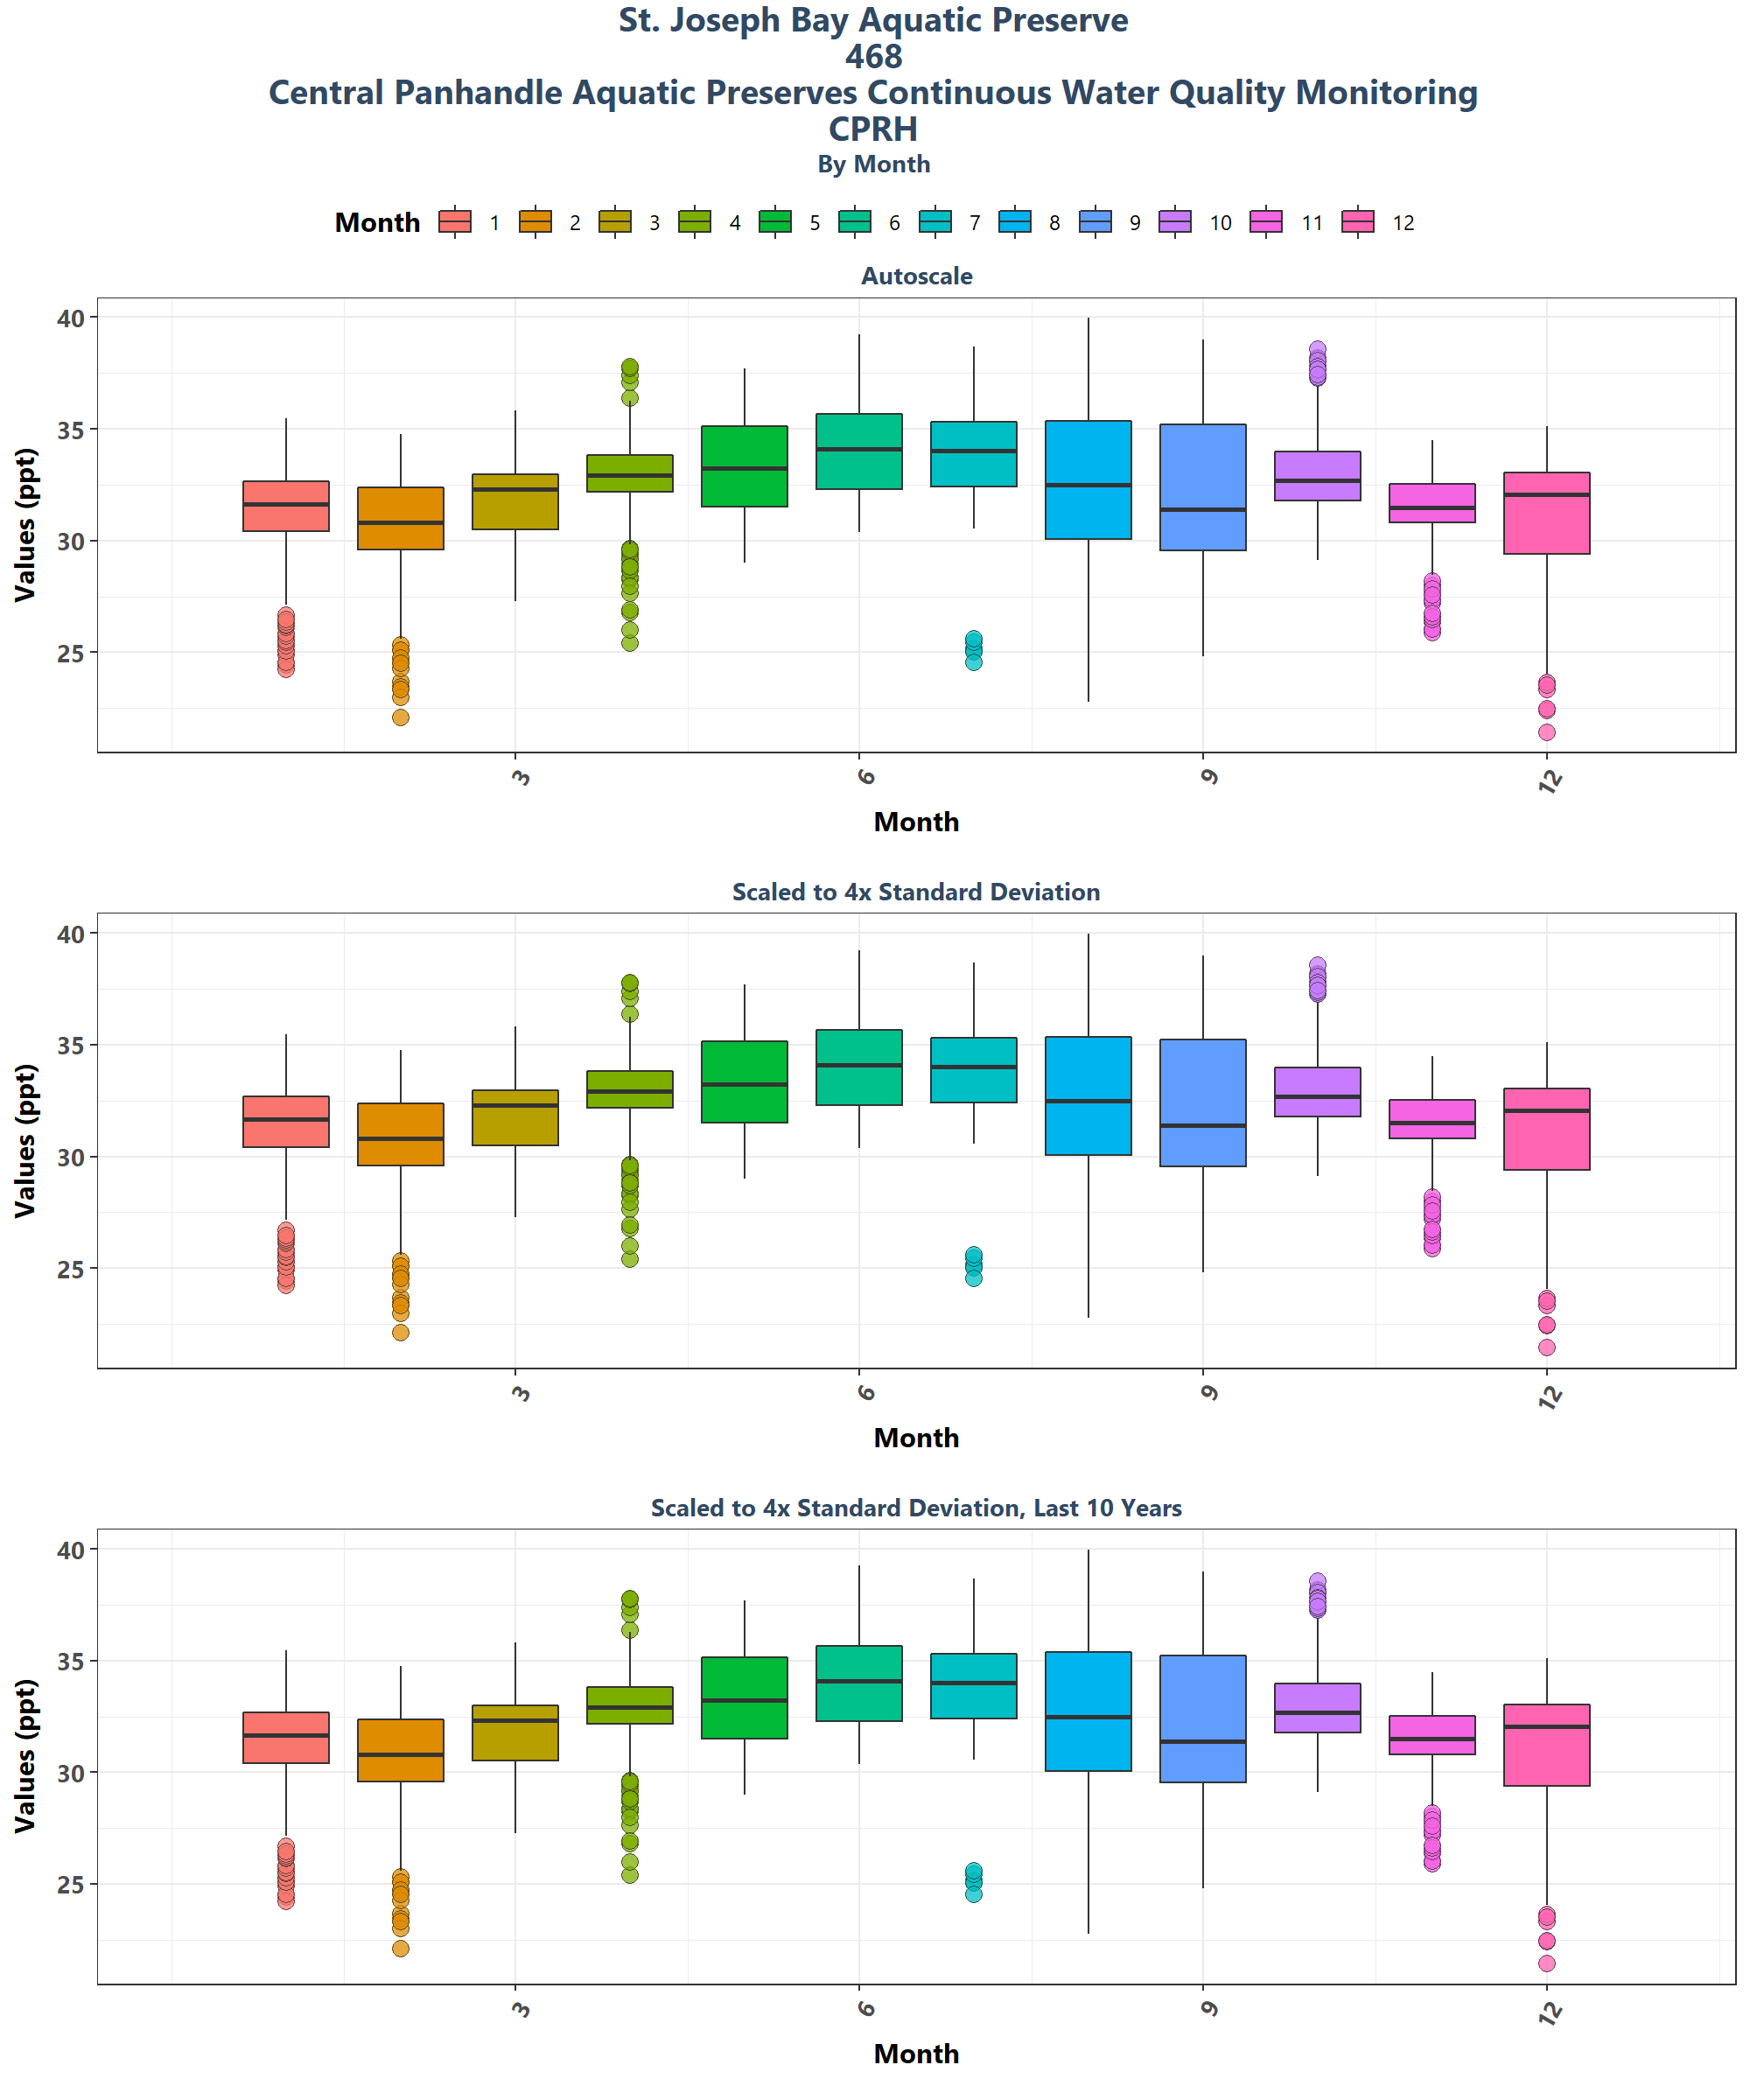 St. Joseph Bay Aquatic Preserve
468
Central Panhandle Aquatic Preserves Continuous Water Quality Monitoring
CPRH
By Month
Month 1 2 3 4 5 6 7 8 9 10 11 12
Autoscale
Values (ppt)
40
35
30
25
3 6 9 12
Month
Scaled to 4x Standard Deviation
Values (ppt)
40
35
30
25
3 6 9 12
Month
Scaled to 4x Standard Deviation, Last 10 Years
Values (ppt)
40
35
30
25
3 6 9 12
Month